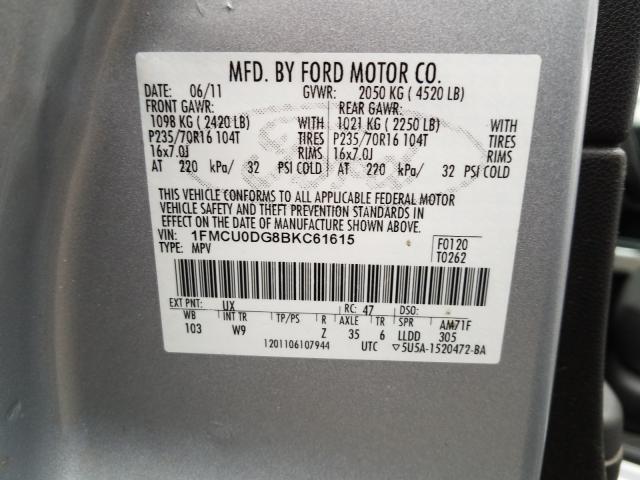 MFD. BY FORD MOTOR CO.
DATE: 06/11 GVWR: 2050 KG ( 4520 LB)
FRONT GAWR: REAR GAWR:
1098 KG ( 2420 LB) WITH 1021 KG ( 2250 LB) WITH
P235/70R16 104T TIRES P235/70R16 104T TIRES
16x7.0J RIMS 16x7.0J RIMS
AT 220 kPa/ 32 PSI COLD AT 220 kPa/ 32 PSI COLD
THIS VEHICLE CONFORMS TO ALL APPLICABLE FEDERAL MOTOR
VEHICLE SAFETY AND THEFT PREVENTION STANDARDS IN
EFFECT ON THE DATE OF MANUFACTURE SHOWN ABOVE.
VIN: 1FMCU0DG8BKC61615 F0120
TYPE: MPV T0262
EXT PNT: UX RC: 47 DSO:
WB INT TR TP/PS R AXLE TR SPR AM71F
103 W9 Z 35 6 LLDD 305
1201106107944 UTC ▽5U5A-1520472-BA